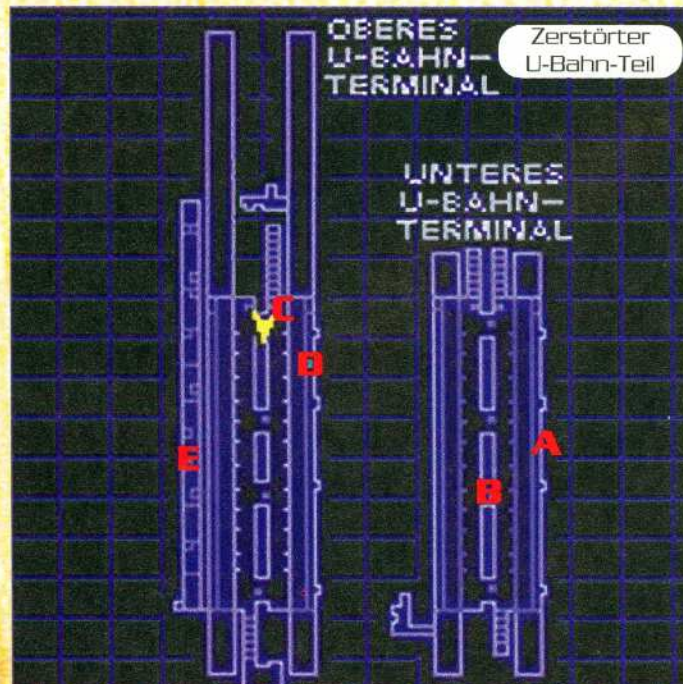 OBERES
U-BAHN-
TERMINAL
Zerstörter
U-Bahn-Teil
UNTERES
U-BAHN-
TERMINAL
C
D
A
E
B